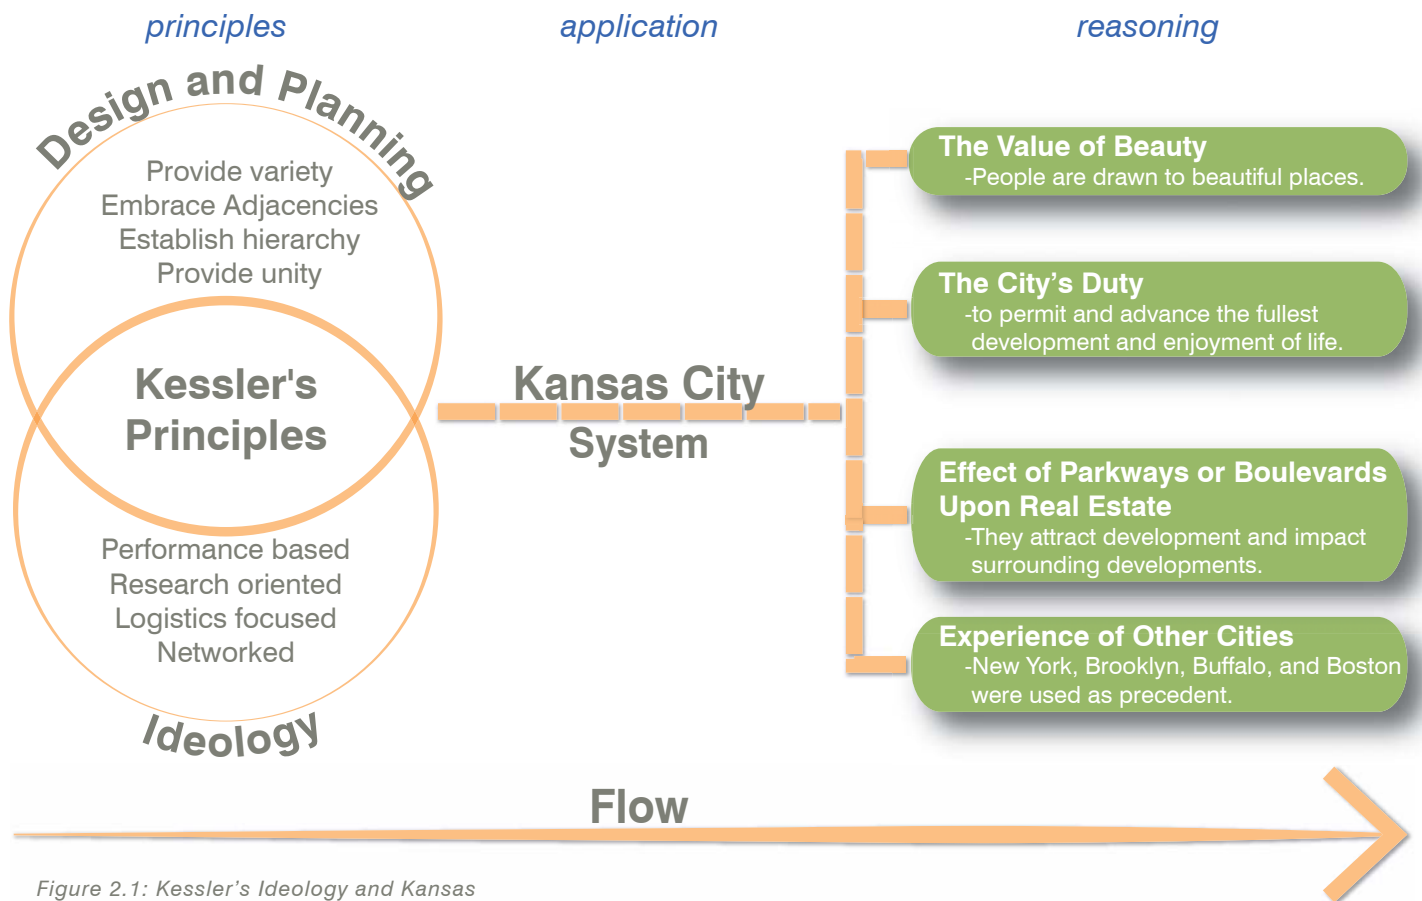 principles
application
reasoning
Design and Planning
Provide variety
Embrace Adjacencies
Establish hierarchy
Provide unity
Kessler's
Principles
Performance based
Research oriented
Logistics focused
Networked
Ideology
Kansas City
System
The Value of Beauty
-People are drawn to beautiful places.
The City’s Duty
-to permit and advance the fullest
development and enjoyment of life.
Effect of Parkways or Boulevards
Upon Real Estate
-They attract development and impact
surrounding developments.
Experience of Other Cities
-New York, Brooklyn, Buffalo, and Boston
were used as precedent.
Flow
Figure 2.1: Kessler’s Ideology and Kansas